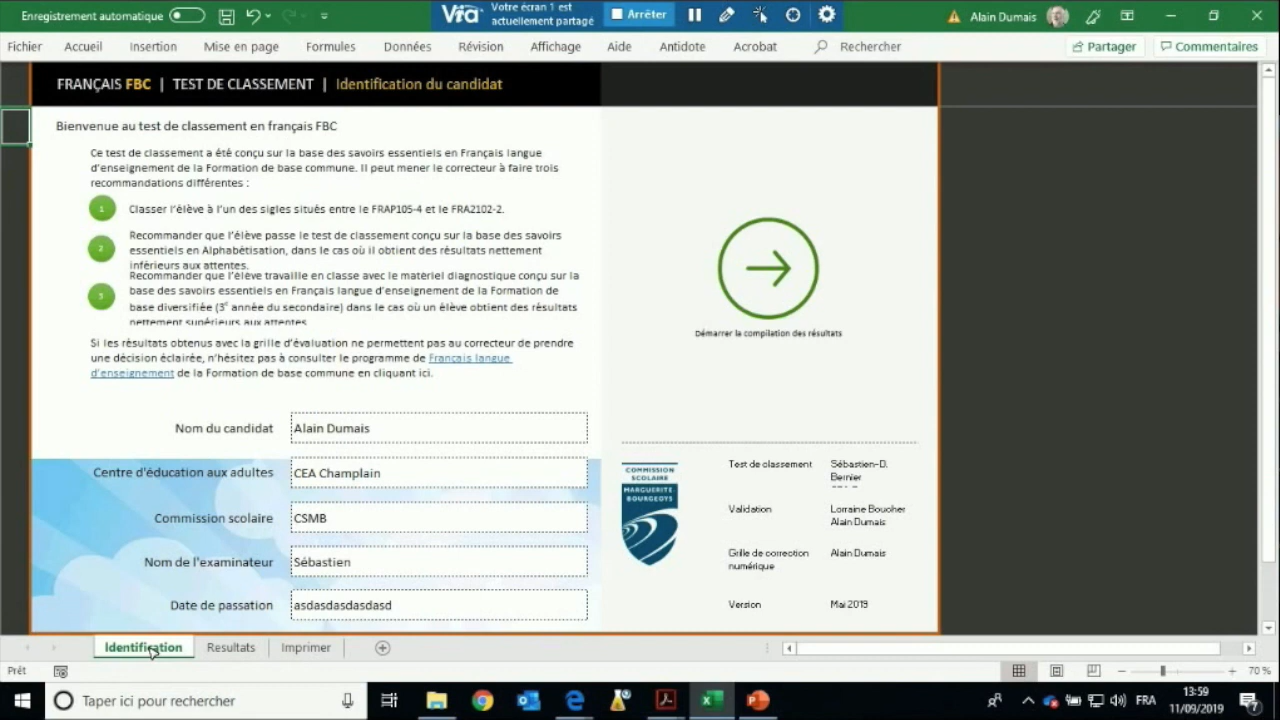 Enregistrement automatique
Via
Votre écran 1 est
actuellement partagé
Arrêter
Alain Dumais
Fichier Accueil Insertion Mise en page Formules Données Révision Affichage Aide Antidote Acrobat Rechercher Partager Commentaires
FRANÇAIS FBC | TEST DE CLASSEMENT | Identification du candidat
Bienvenue au test de classement en français FBC
Ce test de classement a été conçu sur la base des savoirs essentiels en Français langue
d'enseignement de la Formation de base commune. Il peut mener le correcteur à faire trois
recommandations différentes :
1 Classer l'élève à l'un des sigles situés entre le FRAP105-4 et le FRA2102-2.
2 Recommander que l'élève passe le test de classement conçu sur la base des savoirs
essentiels en Alphabétisation, dans le cas où il obtient des résultats nettement
inférieurs aux attentes.
3 Recommander que l'élève travaille en classe avec le matériel diagnostique conçu sur la
base des savoirs essentiels en Français langue d'enseignement de la Formation de
base diversifiée (3e année du secondaire) dans le cas où un élève obtient des résultats
nettement supérieurs aux attentes
Si les résultats obtenus avec la grille d'évaluation ne permettent pas au correcteur de prendre
une décision éclairée, n'hésitez pas à consulter le programme de Français langue
d'enseignement de la Formation de base commune en cliquant ici.
Démarrer la compilation des résultats
Nom du candidat Alain Dumais
Centre d'éducation aux adultes CEA Champlain
Commission scolaire CSMB
Nom de l'examinateur Sébastien
Date de passation asdasdasdasdasd
COMMISSION
SCOLAIRE
MARGUERITE
BOURGEOYS
Test de classement Sébastien-D.
Bernier
Validation Lorraine Boucher
Alain Dumais
Grille de correction Alain Dumais
numérique
Version Mai 2019
Identification Resultats Imprimer
Prêt
70 %
Taper ici pour rechercher
FRA
13:59
11/09/2019
7